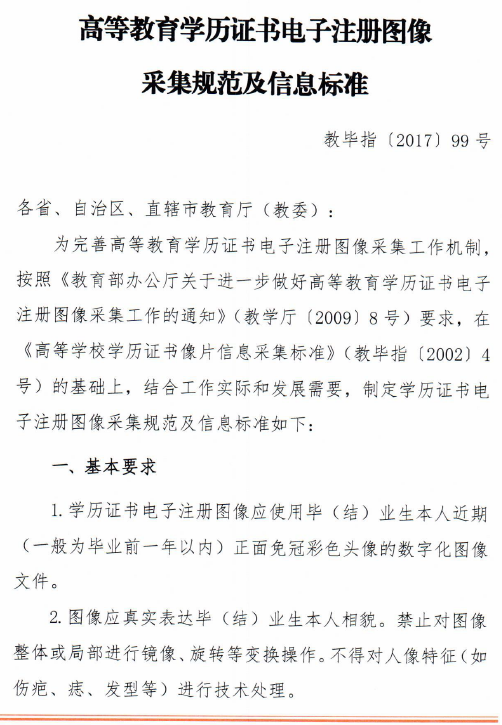 高等教育学历证书电子注册图像
采集规范及信息标准
教毕指〔2017〕99 号
各省、自治区、直辖市教育厅（教委）：
为完善高等教育学历证书电子注册图像采集工作机制，
按照《教育部办公厅关于进一步做好高等教育学历证书电子
注册图像采集工作的通知》（教学厅〔2009〕8 号）要求，在
《高等学校学历证书像片信息采集标准》（教毕指〔2002〕4
号）的基础上，结合工作实际和发展需要，制定学历证书电
子注册图像采集规范及信息标准如下：
一、基本要求
1.学历证书电子注册图像应使用毕（结）业生本人近期
（一般为毕业前一年以内）正面免冠彩色头像的数字化图像
文件。
2.图像应真实表达毕（结）业生本人相貌。禁止对图像
整体或局部进行镜像、旋转等变换操作。不得对人像特征（如
伤疤、痣、发型等）进行技术处理。